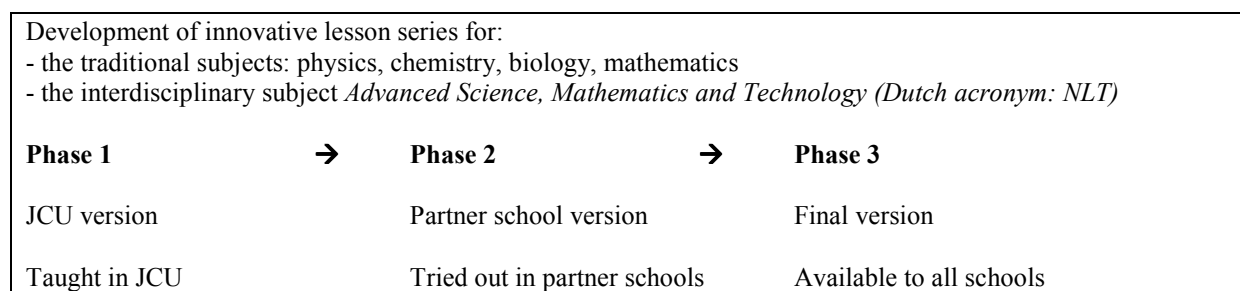 Development of innovative lesson series for:
- the traditional subjects: physics, chemistry, biology, mathematics
- the interdisciplinary subject Advanced Science, Mathematics and Technology (Dutch acronym: NLT)
Phase 1 → Phase 2 → Phase 3
JCU version Partner school version Final version
Taught in JCU Tried out in partner schools Available to all schools